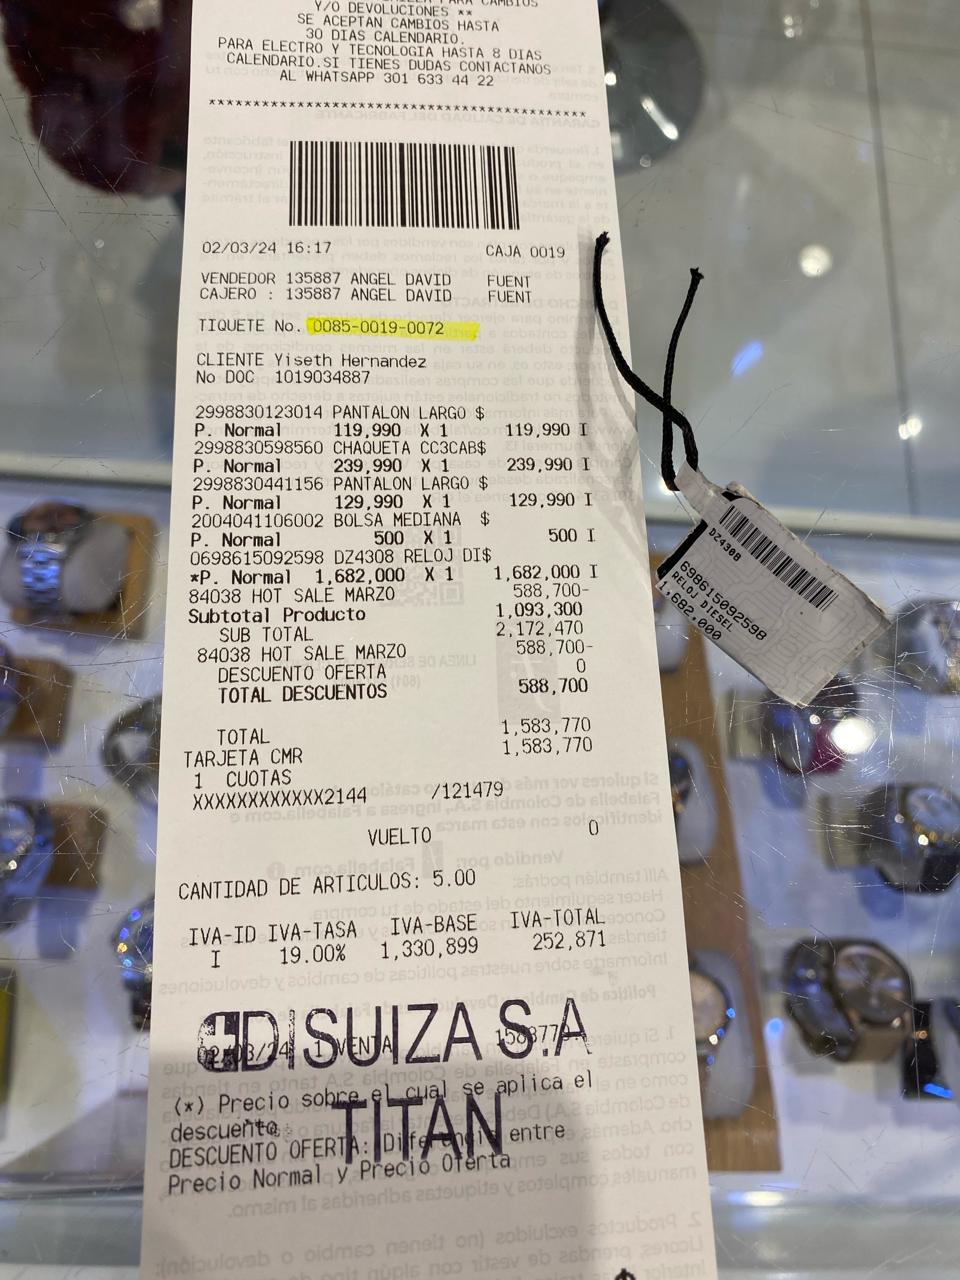 Y/O DEVOLUCIONES **
SE ACEPTAN CAMBIOS HASTA
30 DIAS CALENDARIO.
PARA ELECTRO Y TECNOLOGIA HASTA 8 DIAS
CALENDARIO.SI TIENES DUDAS CONTACTANOS
AL WHATSAPP 301 633 44 22
****************************************
02/03/24 16:17 CAJA 0019
VENDEDOR 135887 ANGEL DAVID FUENT
CAJERO : 135887 ANGEL DAVID FUENT
TIQUETE No. 0085-0019-0072
CLIENTE Yiseth Hernandez
No DOC 1019034887
2998830123014 PANTALON LARGO $
P. Normal 119,990 X 1 119,990 I
2998830598560 CHAQUETA CC3CAB$
P. Normal 239,990 X 1 239,990 I
2998830441156 PANTALON LARGO $
P. Normal 129,990 X 1 129,990 I
2004041106002 BOLSA MEDIANA $
P. Normal 500 X 1 500 I
0698615092598 DZ4308 RELOJ DI$
*P. Normal 1,682,000 X 1 1,682,000 I
84038 HOT SALE MARZO 588,700-
Subtotal Producto 1,093,300
SUB TOTAL 2,172,470
84038 HOT SALE MARZO 588,700-
DESCUENTO OFERTA 0
TOTAL DESCUENTOS 588,700
TOTAL 1,583,770
TARJETA CMR 1,583,770
1 CUOTAS
XXXXXXXXXXXX2144 /121479
VUELTO 0
CANTIDAD DE ARTICULOS: 5.00
IVA-ID IVA-TASA IVA-BASE IVA-TOTAL
I 19.00% 1,330,899 252,871
DISUIZA S.A
02/03/24 1 VENTA
TITAN
(*) Precio sobre el cual se aplica el
descuento
DESCUENTO OFERTA: Diferencia entre
Precio Normal y Precio Oferta
DZ4308
698615092598
RELOJ DIESEL
1,682,000